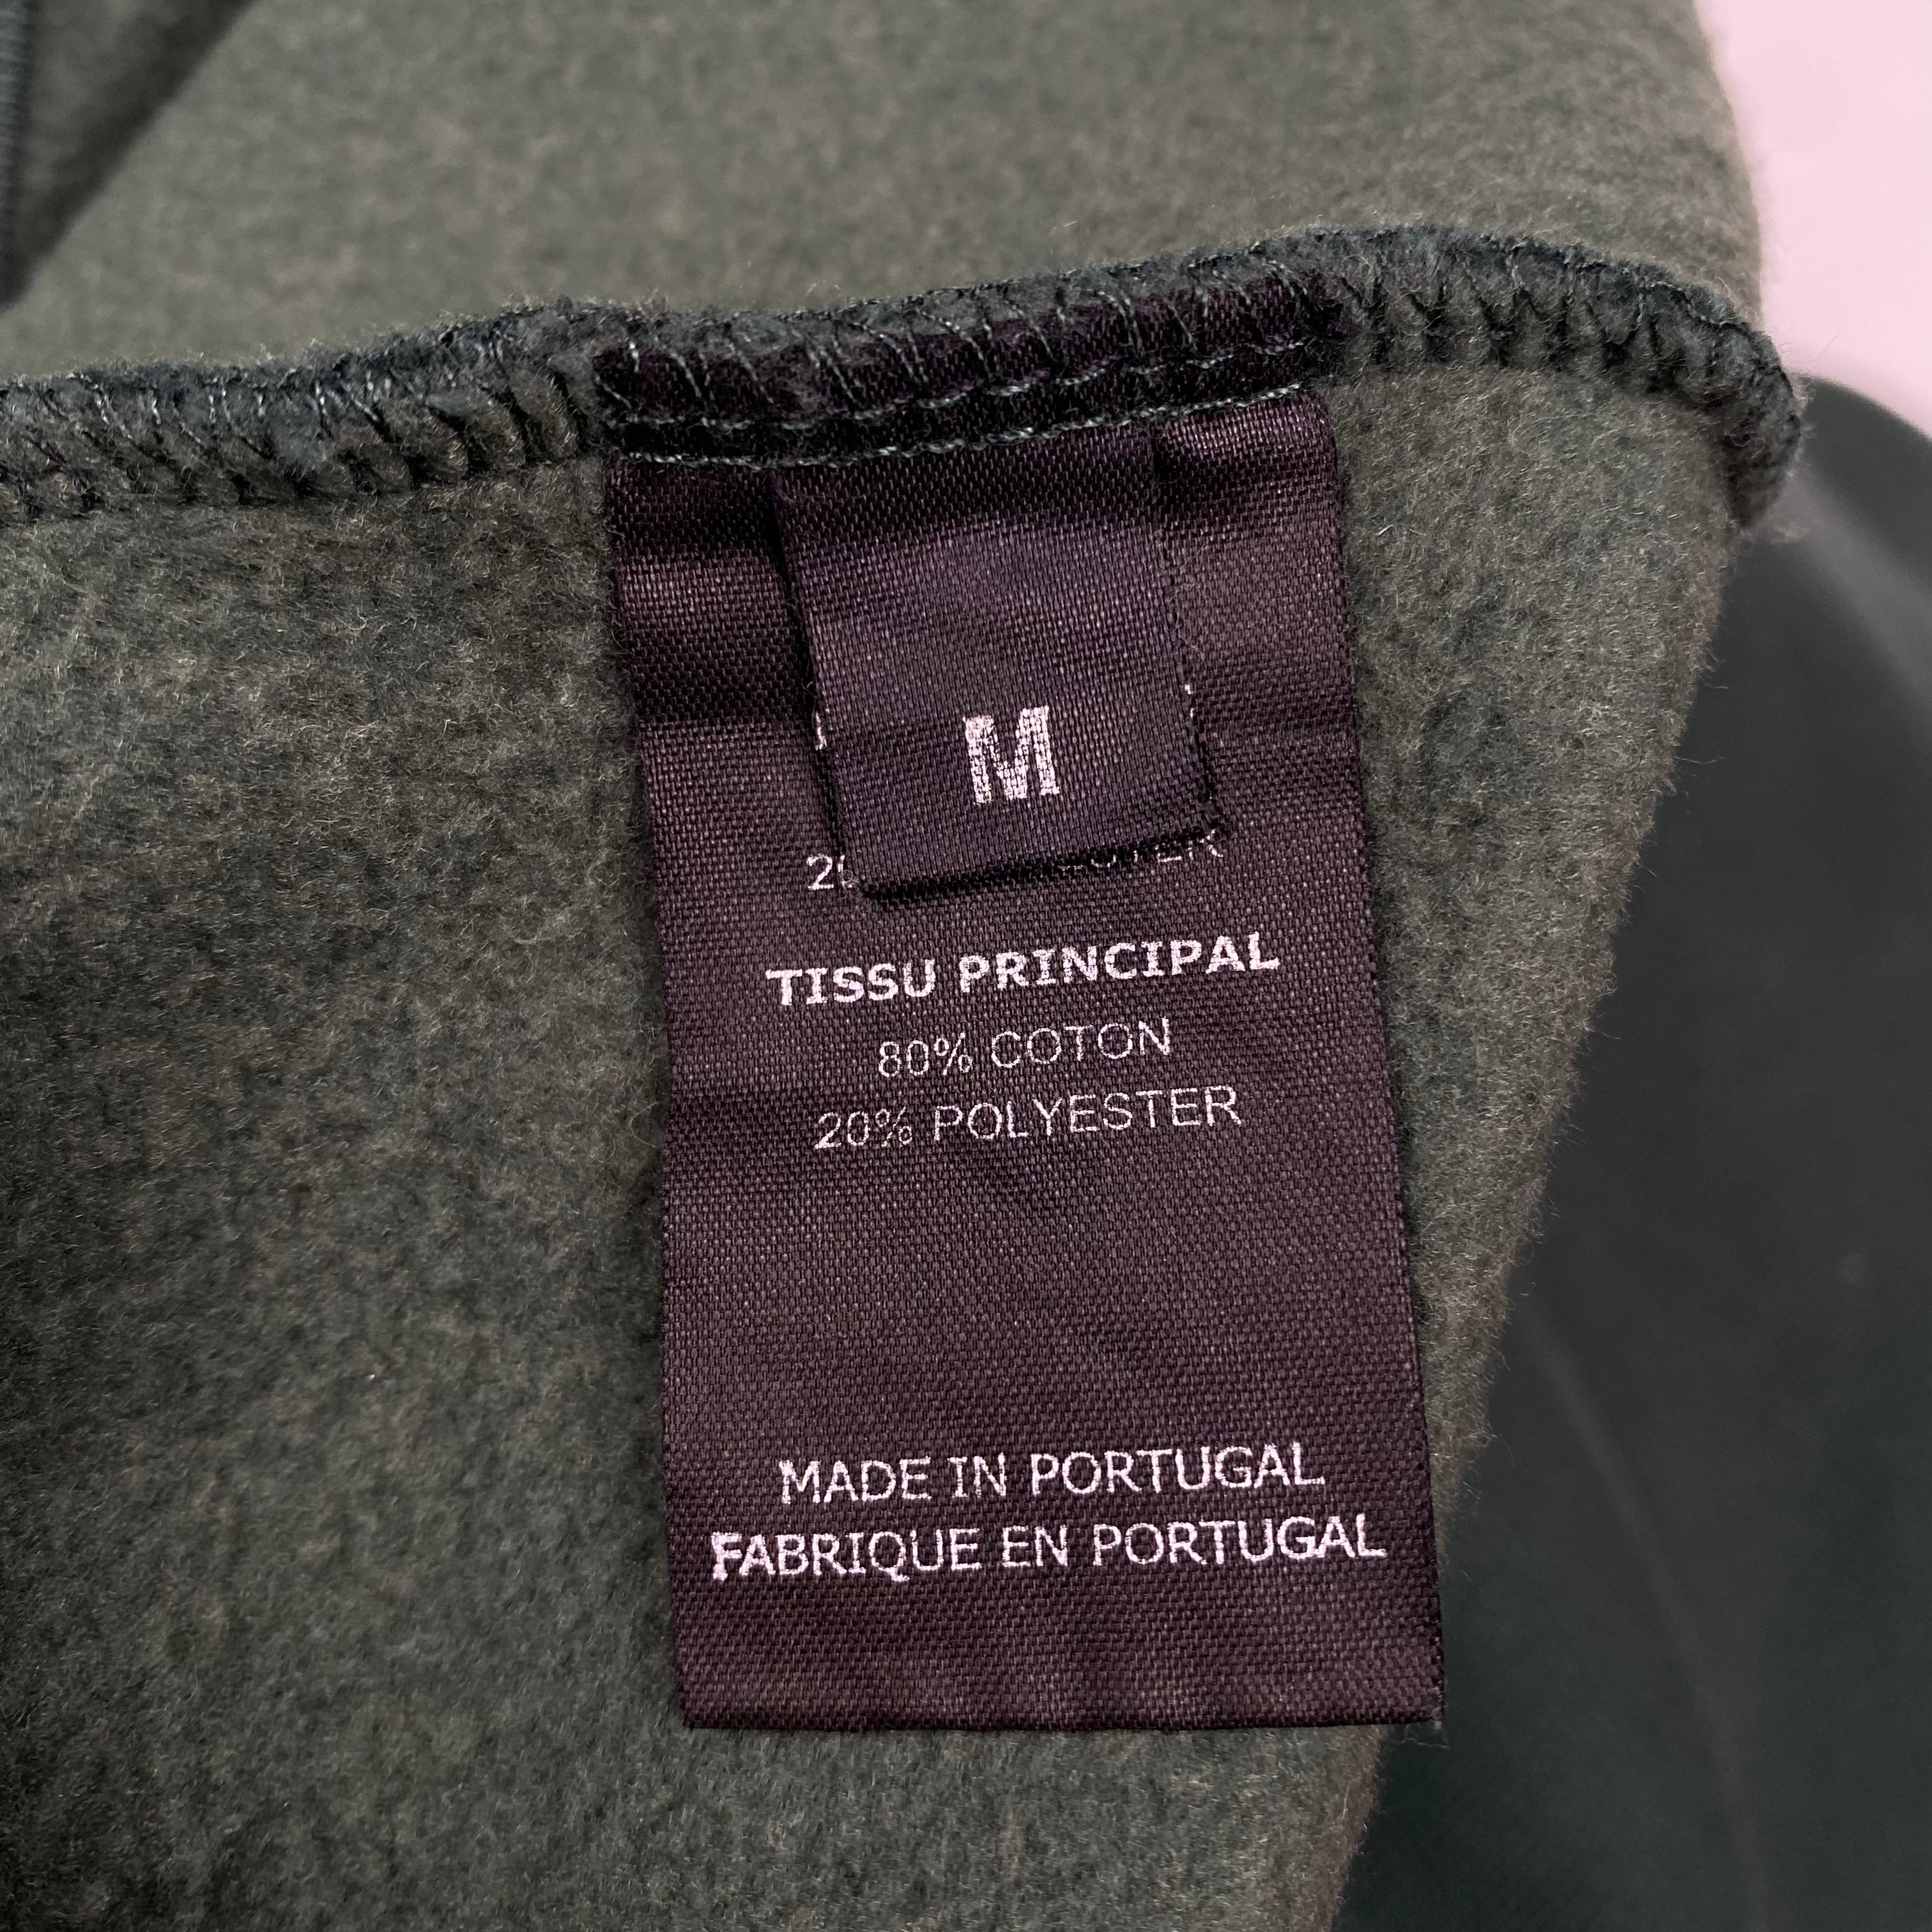 M
TISSU PRINCIPAL
80% COTON
20% POLYESTER
MADE IN PORTUGAL
FABRIQUE EN PORTUGAL